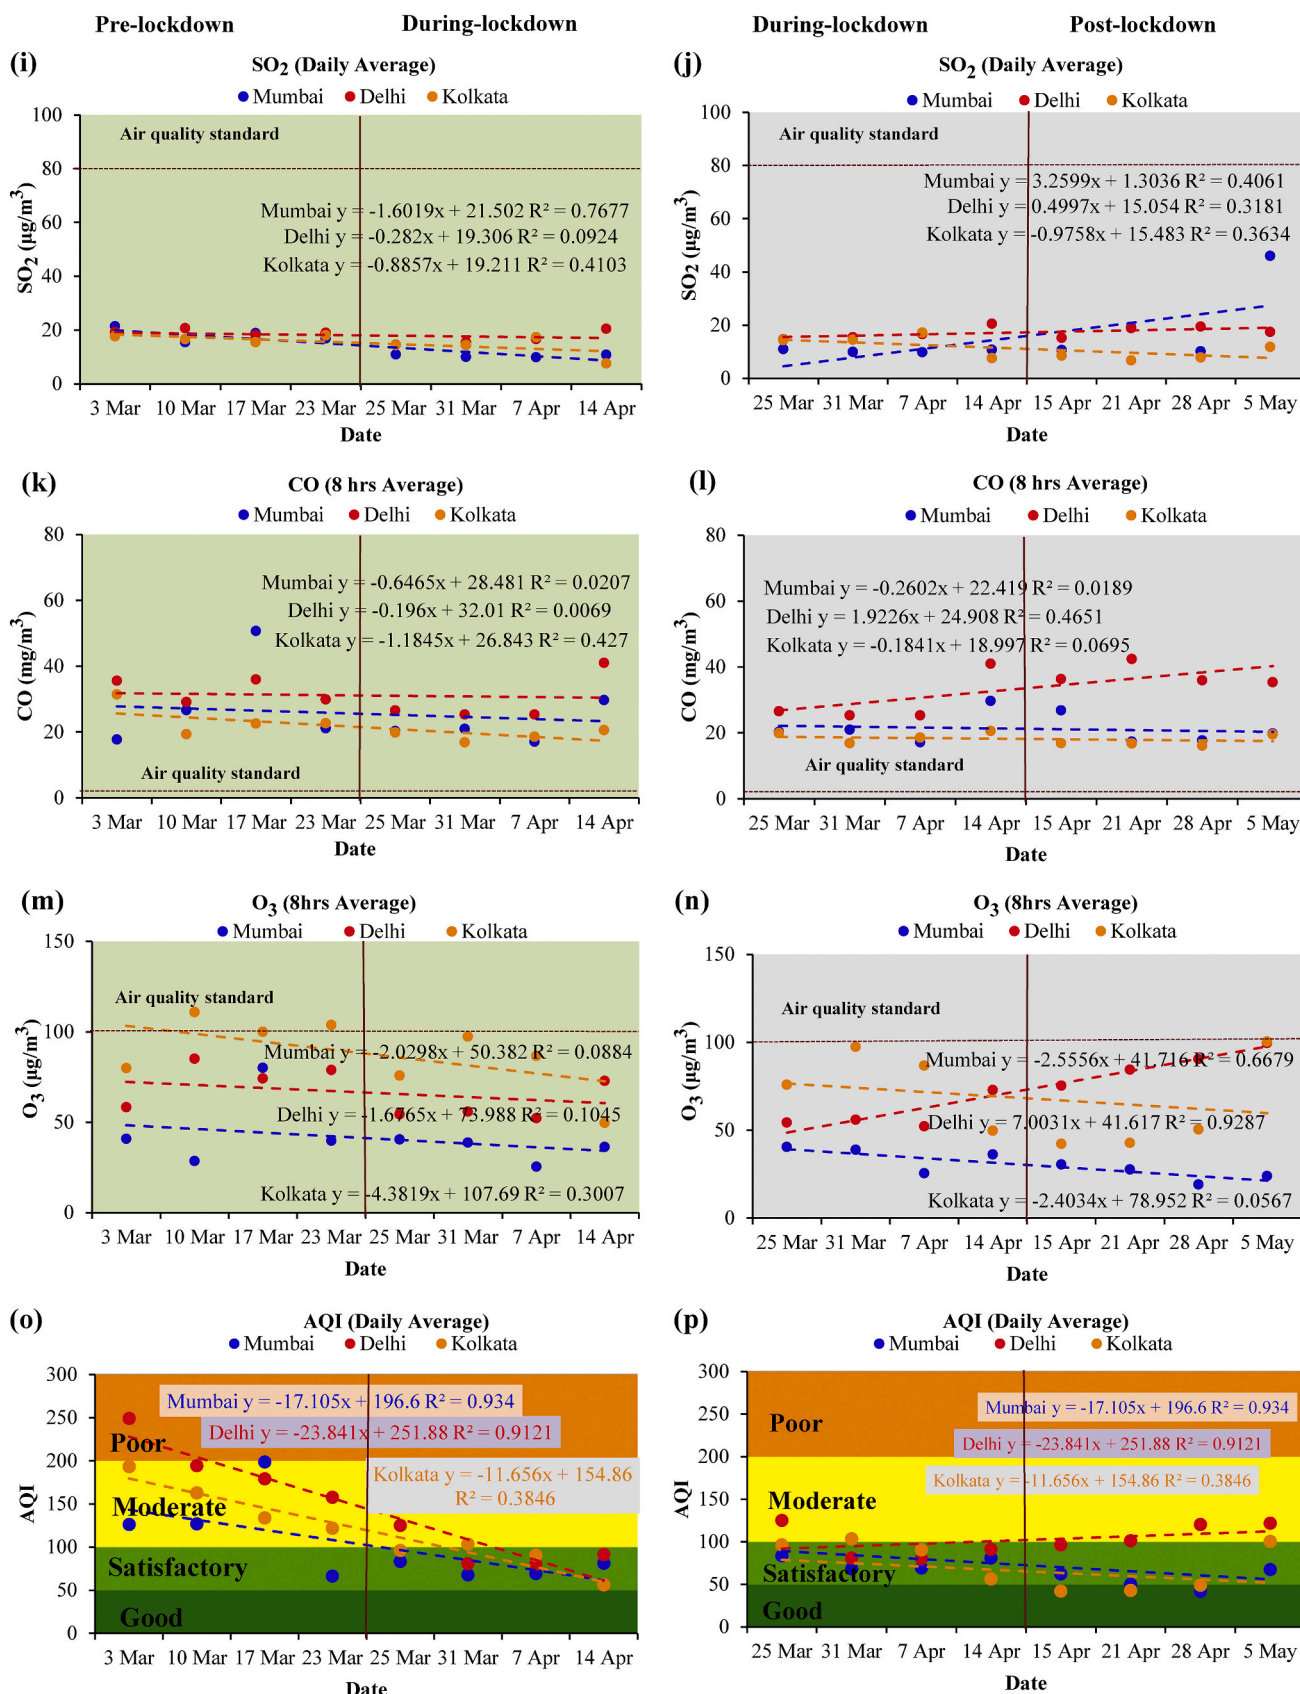 Pre-lockdown During-lockdown During-lockdown Post-lockdown
(i)
SO2 (Daily Average)
Mumbai Delhi Kolkata
100
80
60
40
20
0
SO2 (µg/m³)
Air quality standard
Mumbai y = -1.6019x + 21.502 R² = 0.7677
Delhi y = -0.282x + 19.306 R² = 0.0924
Kolkata y = -0.8857x + 19.211 R² = 0.4103
3 Mar 10 Mar 17 Mar 23 Mar 25 Mar 31 Mar 7 Apr 14 Apr
Date
(j)
SO2 (Daily Average)
Mumbai Delhi Kolkata
100
80
60
40
20
0
SO2 (µg/m³)
Air quality standard
Mumbai y = 3.2599x + 1.3036 R² = 0.4061
Delhi y = 0.4997x + 15.054 R² = 0.3181
Kolkata y = -0.9758x + 15.483 R² = 0.3634
25 Mar 31 Mar 7 Apr 14 Apr 15 Apr 21 Apr 28 Apr 5 May
Date
(k)
CO (8 hrs Average)
Mumbai Delhi Kolkata
80
60
40
20
0
CO (mg/m³)
Mumbai y = -0.6465x + 28.481 R² = 0.0207
Delhi y = -0.196x + 32.01 R² = 0.0069
Kolkata y = -1.1845x + 26.843 R² = 0.427
Air quality standard
3 Mar 10 Mar 17 Mar 23 Mar 25 Mar 31 Mar 7 Apr 14 Apr
Date
(l)
CO (8 hrs Average)
Mumbai Delhi Kolkata
80
60
40
20
0
CO (mg/m³)
Mumbai y = -0.2602x + 22.419 R² = 0.0189
Delhi y = 1.9226x + 24.908 R² = 0.4651
Kolkata y = -0.1841x + 18.997 R² = 0.0695
Air quality standard
25 Mar 31 Mar 7 Apr 14 Apr 15 Apr 21 Apr 28 Apr 5 May
Date
(m)
O3 (8hrs Average)
Mumbai Delhi Kolkata
150
100
50
0
O3 (µg/m³)
Air quality standard
Mumbai y = -2.0298x + 50.382 R² = 0.0884
Delhi y = -1.6765x + 73.988 R² = 0.1045
Kolkata y = -4.3819x + 107.69 R² = 0.3007
3 Mar 10 Mar 17 Mar 23 Mar 25 Mar 31 Mar 7 Apr 14 Apr
Date
(n)
O3 (8hrs Average)
Mumbai Delhi Kolkata
150
100
50
0
O3 (µg/m³)
Air quality standard
Mumbai y = -2.5556x + 41.716 R² = 0.6679
Delhi y = 7.0031x + 41.617 R² = 0.9287
Kolkata y = -2.4034x + 78.952 R² = 0.0567
25 Mar 31 Mar 7 Apr 14 Apr 15 Apr 21 Apr 28 Apr 5 May
Date
(o)
AQI (Daily Average)
Mumbai Delhi Kolkata
300
250
200
150
100
50
0
AQI
Mumbai y = -17.105x + 196.6 R² = 0.934
Delhi y = -23.841x + 251.88 R² = 0.9121
Poor
Kolkata y = -11.656x + 154.86
R² = 0.3846
Moderate
Satisfactory
Good
3 Mar 10 Mar 17 Mar 23 Mar 25 Mar 31 Mar 7 Apr 14 Apr
Date
(p)
AQI (Daily Average)
Mumbai Delhi Kolkata
300
250
200
150
100
50
0
AQI
Mumbai y = -17.105x + 196.6 R² = 0.934
Poor
Delhi y = -23.841x + 251.88 R² = 0.9121
Kolkata y = -11.656x + 154.86 R² = 0.3846
Moderate
Satisfactory
Good
25 Mar 31 Mar 7 Apr 14 Apr 15 Apr 21 Apr 28 Apr 5 May
Date